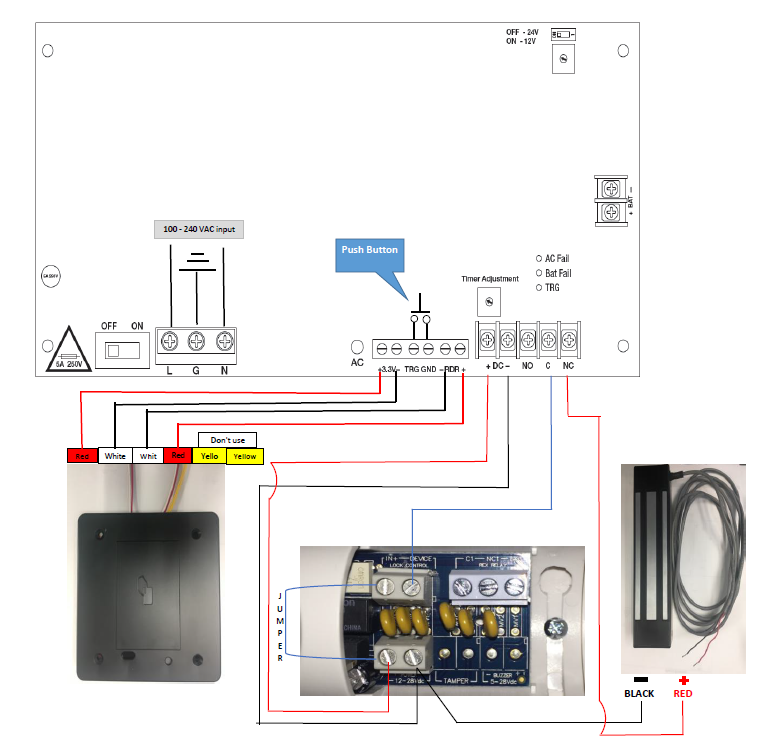 OFF - 24V
ON - 12V
+ BAT −
100 - 240 VAC input
Push Button
AC Fail
Bat Fail
TRG
Timer Adjustment
OFF ON
5A 250V
L G N
AC
+3.3V− TRG GND −RDR +
+ DC − NO C NC
Don't use
Red White Whit Red Yello Yellow
IN+ DEVICE
LOCK CONTROL
C1 NC1
REX RELAY
JUMPER
12-28Vdc
TAMPER
BUZZER
5-28Vdc
BLACK
RED